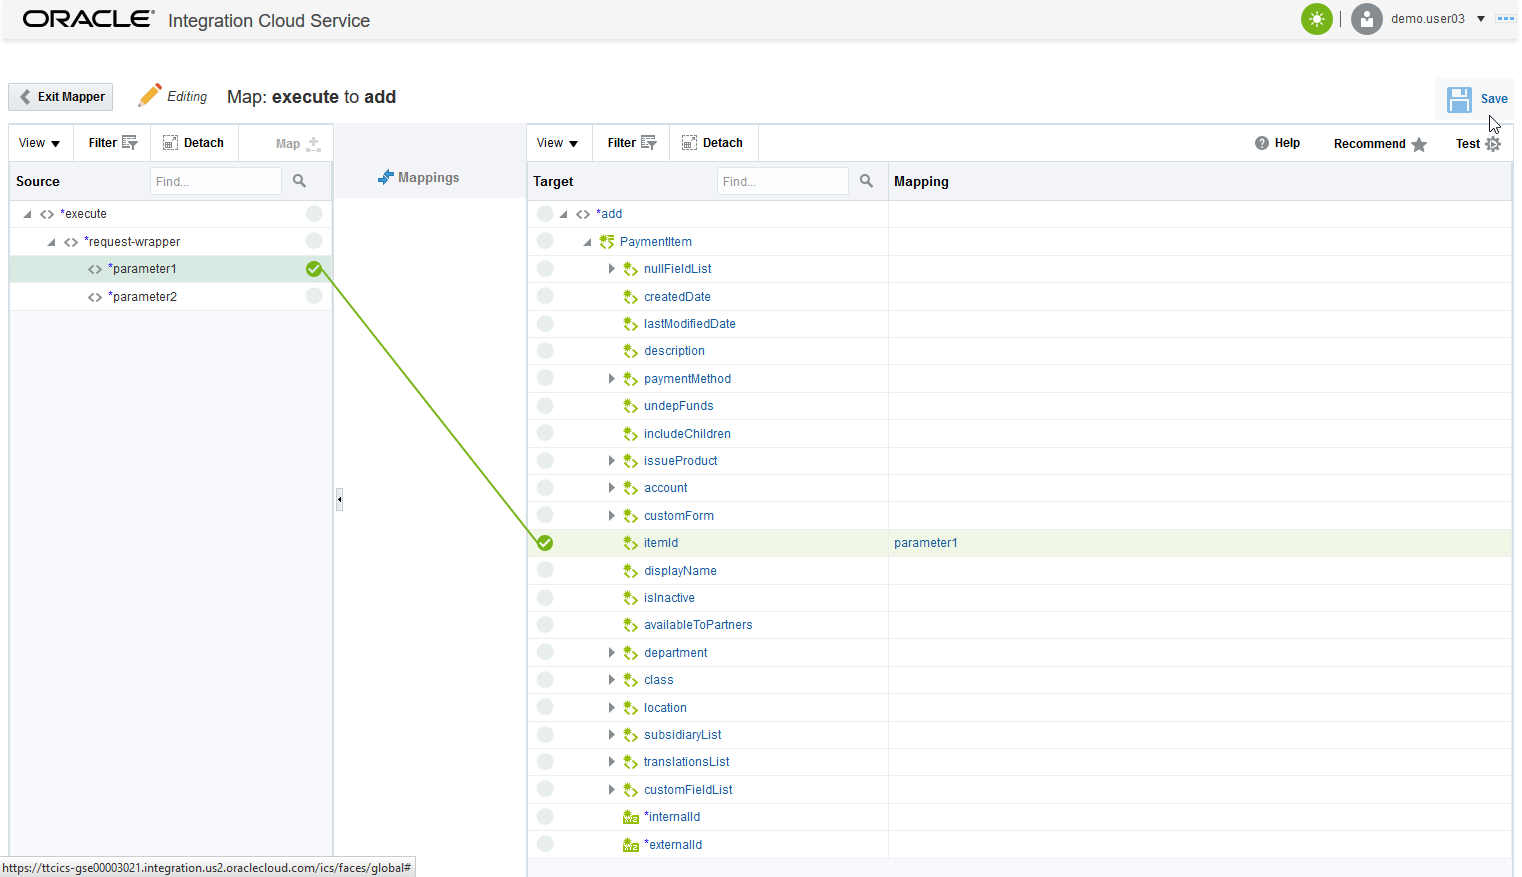 ORACLE Integration Cloud Service demo.user03
Exit Mapper Editing Map: execute to add Save
View Filter Detach Map View Filter Detach Help Recommend Test
Source Find... Mappings Target Find... Mapping
*execute *add
*request-wrapper PaymentItem
*parameter1 nullFieldList
*parameter2 createdDate
lastModifiedDate
description
paymentMethod
undepFunds
includeChildren
issueProduct
account
customForm
itemId parameter1
displayName
isInactive
availableToPartners
department
class
location
subsidiaryList
translationsList
customFieldList
*internalId
*externalId
https://ttcics-gse00003021.integration.us2.oraclecloud.com/ics/faces/global#